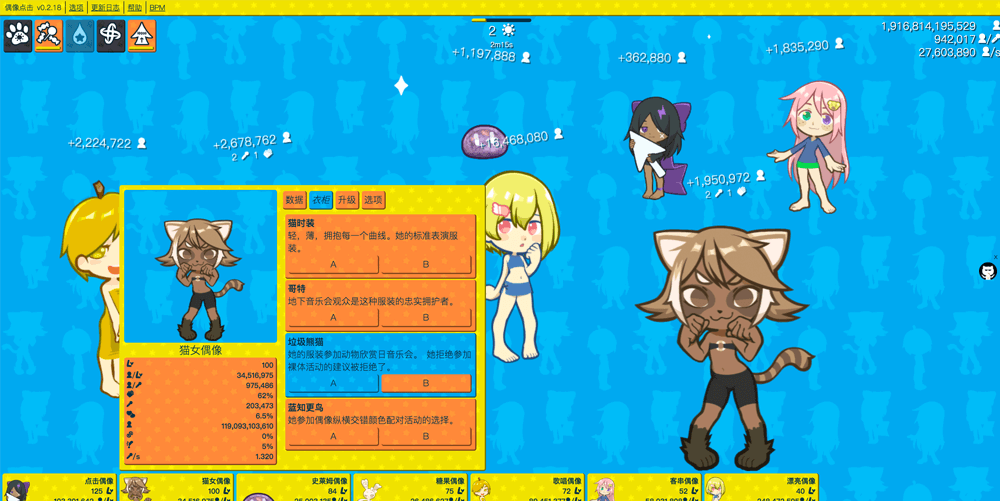 偶像点击 v0.2.18 | 选项 | 更新日志 | 帮助 | BPM
2
2m15s
1,916,814,195,529
942,017 /
27,603,890 /s
+1,197,888
+362,880
+1,835,290
+2,224,722
+2,678,762
2 1
+16,468,080
+1,950,972
2 1
数据 衣柜 升级 选项
猫时装
轻，薄，拥抱每一个曲线。她的标准表演服
装。
A B
哥特
地下音乐会观众是这种服装的忠实拥护者。
A B
垃圾熊猫
她的服装参加动物欣赏日音乐会。 她拒绝参加
裸体活动的建议被拒绝了。
A B
蓝知更鸟
她参加偶像纵横交错颜色配对活动的选择。
A B
猫女偶像
Lv 100
/Lv 34,516,975
/ 975,486
62%
203,473
6.5%
119,093,103,610
0%
5%
/s 1.320
x
点击偶像
125 Lv
猫女偶像
100 Lv
史莱姆偶像
84 Lv
糖果偶像
75 Lv
歌唱偶像
72 Lv
客串偶像
52 Lv
漂亮偶像
40 Lv